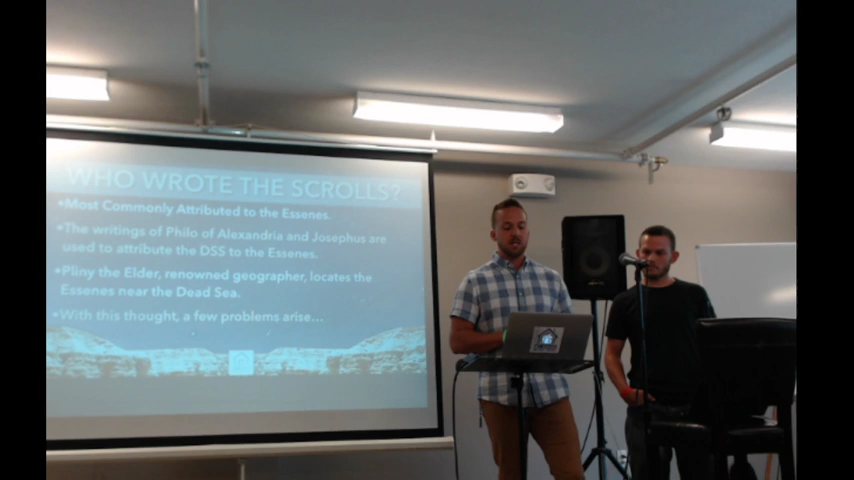 WHO WROTE THE SCROLLS?
•Most Commonly Attributed to the Essenes.
•The writings of Philo of Alexandria and Josephus are
used to attribute the DSS to the Essenes.
•Pliny the Elder, renowned geographer, locates the
Essenes near the Dead Sea.
•With this thought, a few problems arise…